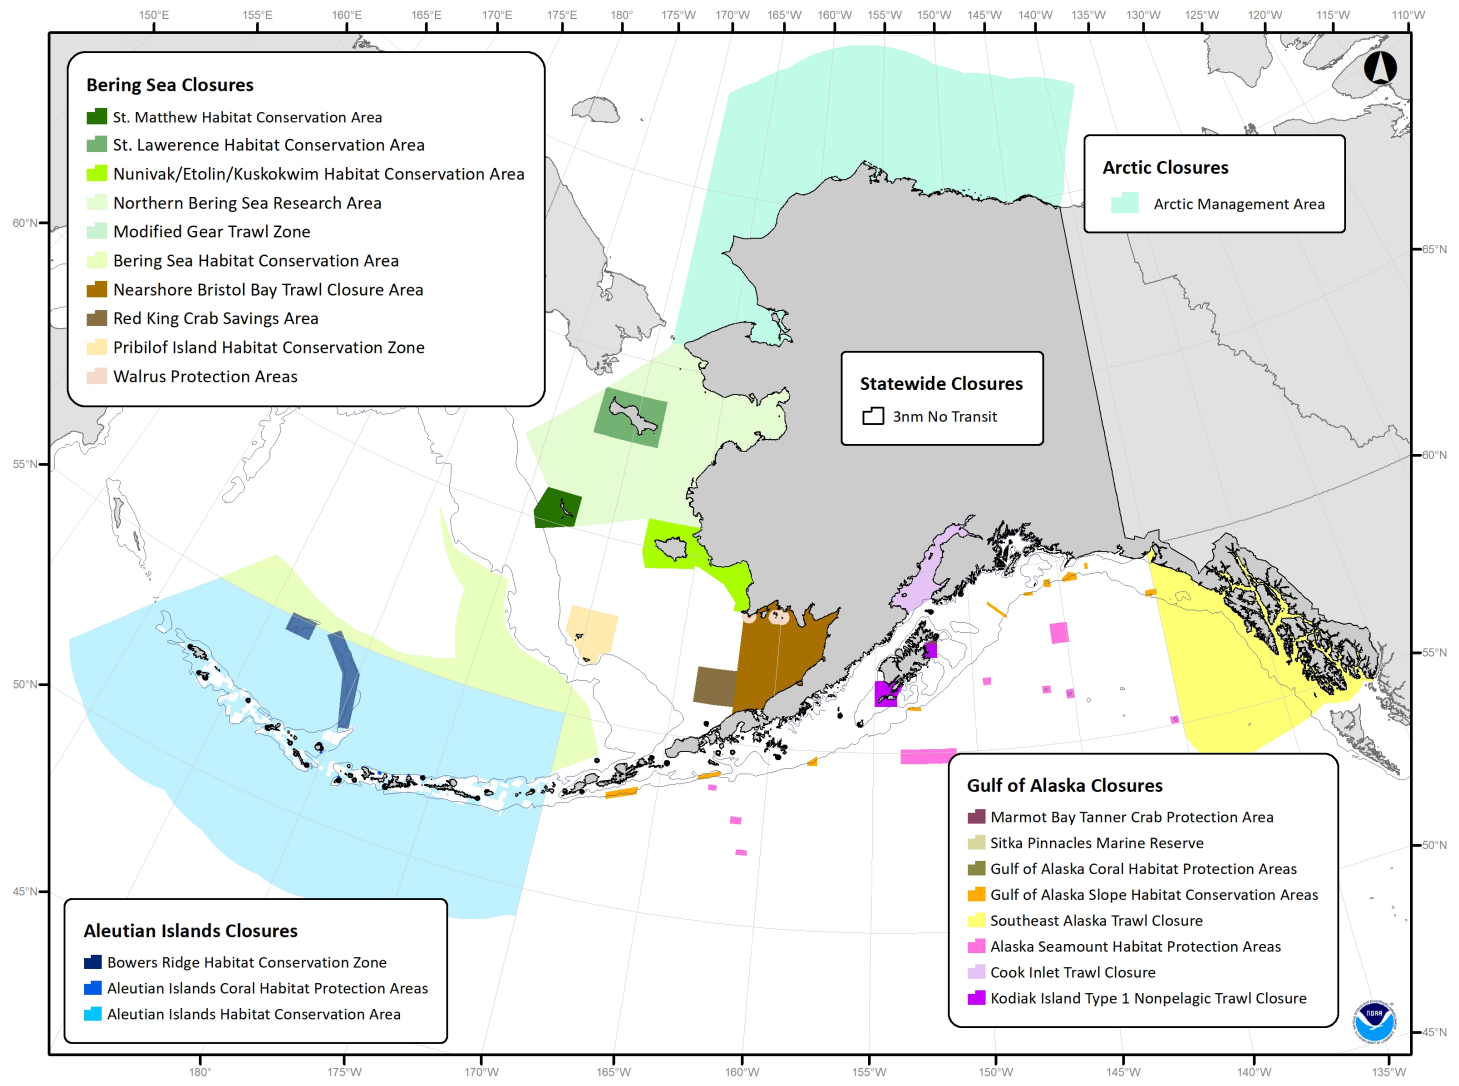 150°E 155°E 160°E 165°E 170°E 175°E 180° 175°W 170°W 165°W 160°W 155°W 150°W 145°W 140°W 135°W 130°W 125°W 120°W 115°W 110°W
Bering Sea Closures
St. Matthew Habitat Conservation Area
St. Lawerence Habitat Conservation Area
Nunivak/Etolin/Kuskokwim Habitat Conservation Area
Northern Bering Sea Research Area
Modified Gear Trawl Zone
Bering Sea Habitat Conservation Area
Nearshore Bristol Bay Trawl Closure Area
Red King Crab Savings Area
Pribilof Island Habitat Conservation Zone
Walrus Protection Areas
Arctic Closures
Arctic Management Area
60°N
65°N
Statewide Closures
3nm No Transit
55°N
60°N
50°N
55°N
Gulf of Alaska Closures
Marmot Bay Tanner Crab Protection Area
Sitka Pinnacles Marine Reserve
Gulf of Alaska Coral Habitat Protection Areas
Gulf of Alaska Slope Habitat Conservation Areas
Southeast Alaska Trawl Closure
Alaska Seamount Habitat Protection Areas
Cook Inlet Trawl Closure
Kodiak Island Type 1 Nonpelagic Trawl Closure
50°N
45°N
Aleutian Islands Closures
Bowers Ridge Habitat Conservation Zone
Aleutian Islands Coral Habitat Protection Areas
Aleutian Islands Habitat Conservation Area
NOAA
45°N
180° 175°W 170°W 165°W 180° 160°W 155°W 150°W 145°W 140°W 135°W